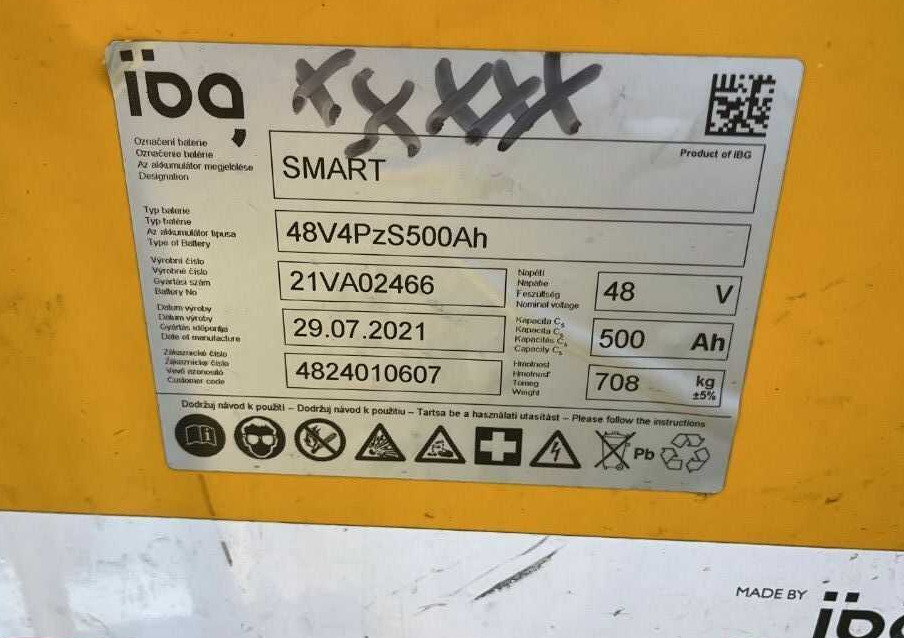 ïbg
XXXXX
Product of IBG
Označení baterie
Označenie batérie
Az akkumulátor megjelölése
Designation
SMART
Typ baterie
Typ batérie
Az akkumulátor típusa
Type of Battery
48V4PzS500Ah
Výrobní číslo
Výrobné číslo
Gyártási szám
Battery No
21VA02466
Napětí
Napätie
Feszültség
Nominal voltage
48 V
Datum výroby
Dátum výroby
Gyártás időpontja
Date of manufacture
29.07.2021
Kapacita C5
Kapacita C5
Kapacitás C5
Capacity C5
500 Ah
Zákaznické číslo
Zákaznícke číslo
Vevő azonosító
Customer code
4824010607
Hmotnost
Hmotnosť
Tömeg
Weight
708 kg
±5%
Dodržuj návod k použití – Dodržuj návod k použitiu – Tartsa be a használati utasítást – Please follow the instructions
Pb
MADE BY
ïbg